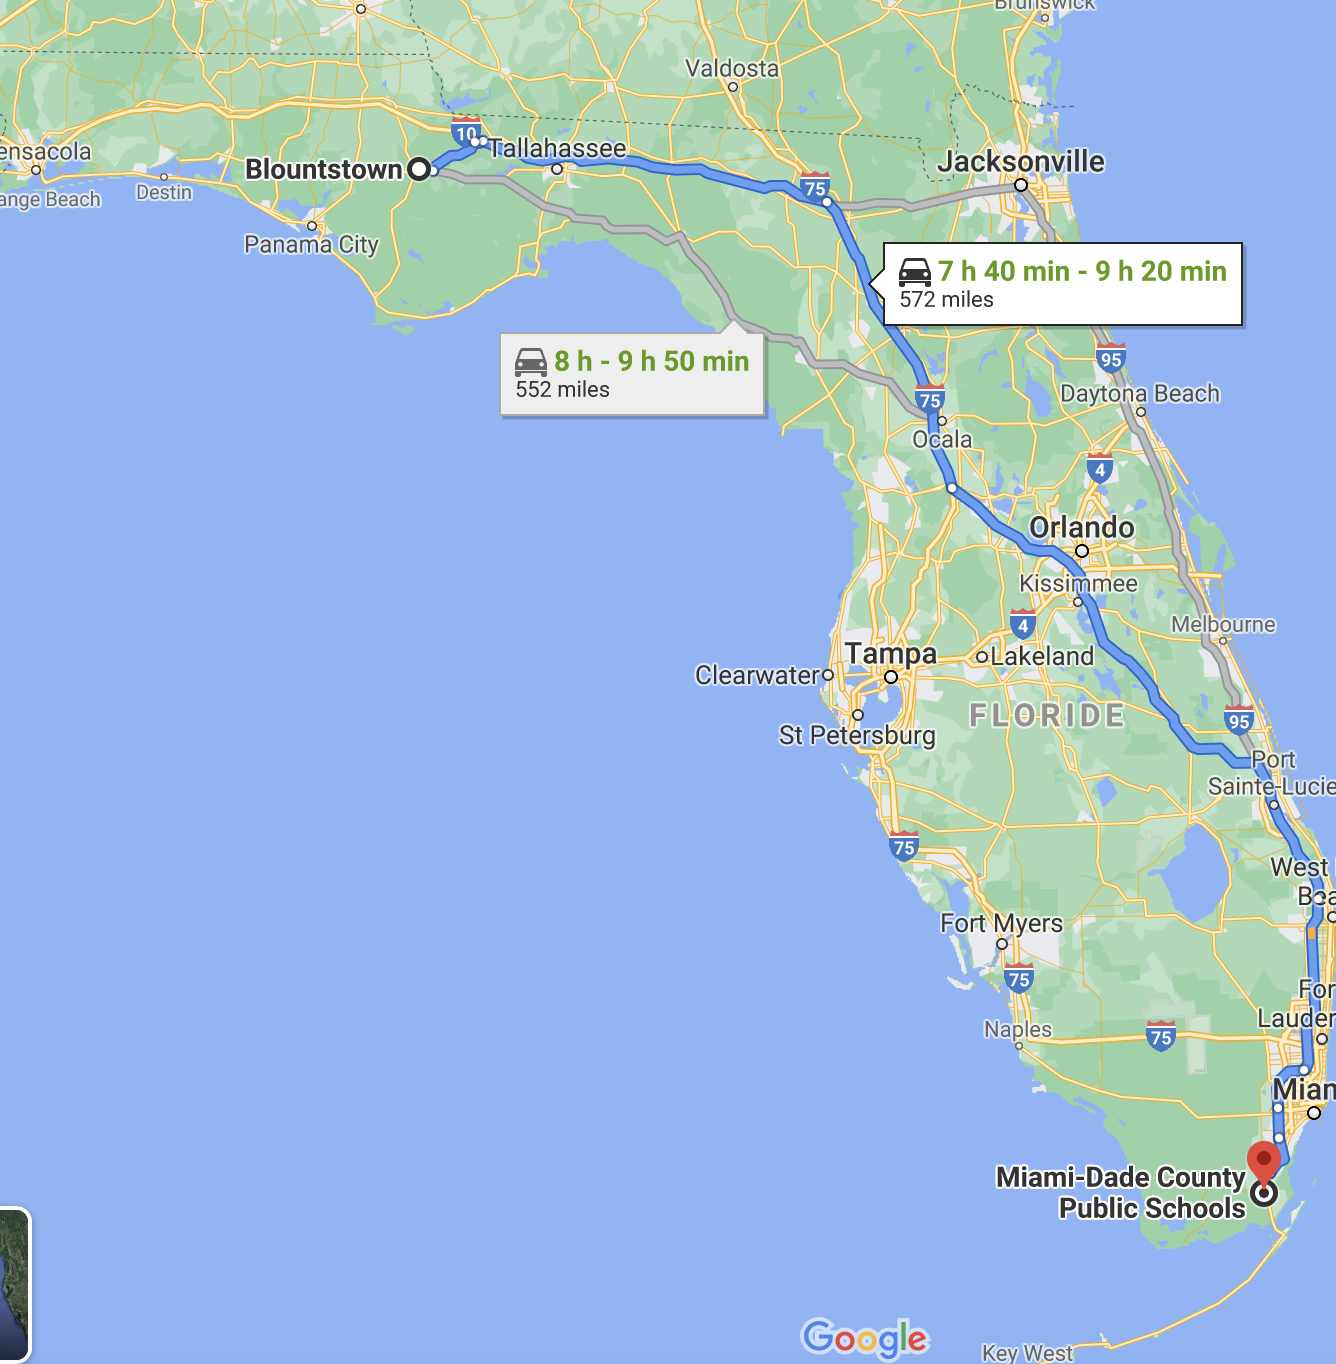 Brunswick
Valdosta
10
Tallahassee
ensacola
Blountstown
Jacksonville
75
Destin
ange Beach
Panama City
7 h 40 min - 9 h 20 min
572 miles
8 h - 9 h 50 min
552 miles
95
Daytona Beach
75
Ocala
4
Orlando
Kissimmee
4
Melbourne
Tampa
Lakeland
Clearwater
FLORIDE
95
St Petersburg
Port
Sainte-Lucie
75
West
Bea
Fort Myers
75
For
Lauder
Naples
75
Miam
Miami-Dade County
Public Schools
Google
Key West